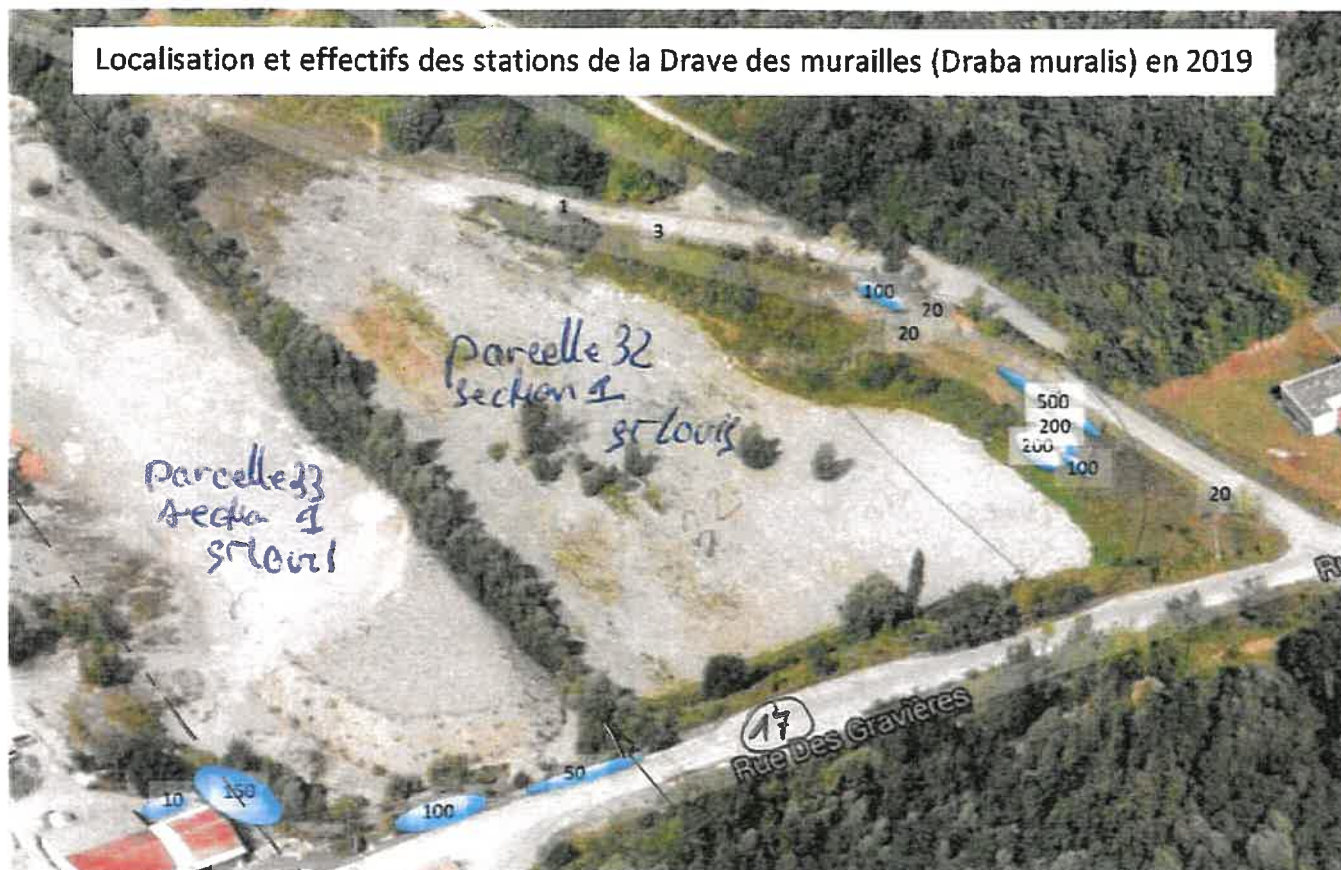 Localisation et effectifs des stations de la Drave des murailles (Draba muralis) en 2019
1
3
100
20
20
500
200
200
100
20
parcelle 32
section 1
st louis
parcelle 33
section 1
st louis
17
Rue Des Gravières
50
100
150
10